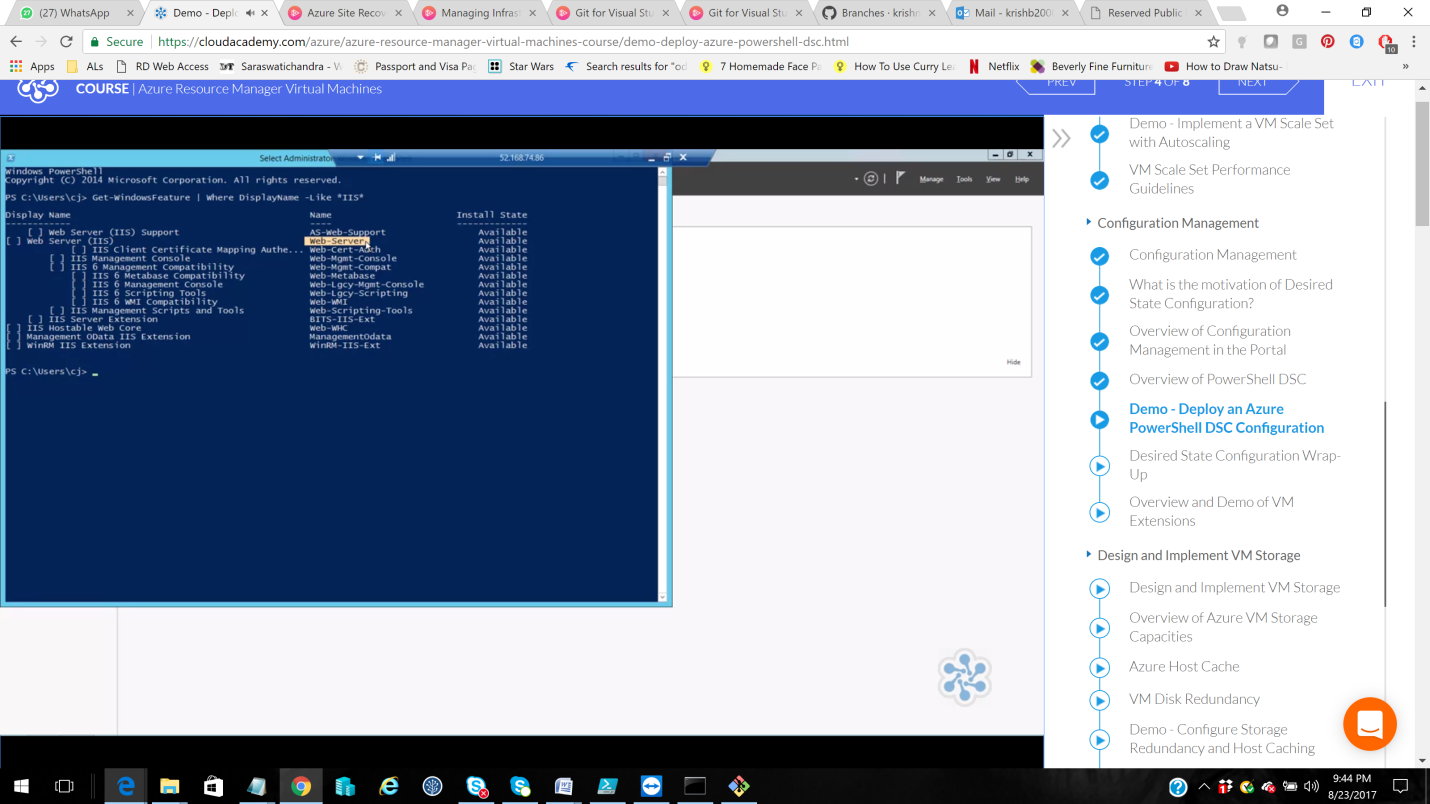 (27) WhatsApp
Demo - Deplo
Azure Site Recov
Managing Infras
Git for Visual Stu
Git for Visual Stu
Branches · krishn
Mail - krishb200
Reserved Public
Secure https://cloudacademy.com/azure/azure-resource-manager-virtual-machines-course/demo-deploy-azure-powershell-dsc.html
10
Apps ALs RD Web Access Saraswatichandra - W Passport and Visa Pag Star Wars Search results for "od 7 Homemade Face Pa How To Use Curry Lea Netflix Beverly Fine Furniture How to Draw Natsu- »
COURSE | Azure Resource Manager Virtual Machines
PREV STEP 4 OF 8 NEXT EXIT
Select Administrator
52.168.74.86
Windows PowerShell
Copyright (C) 2014 Microsoft Corporation. All rights reserved.
PS C:\Users\cj> Get-WindowsFeature | Where DisplayName -Like *IIS*
Display Name Name Install State
[ ] Web Server (IIS) Support AS-Web-Support Available
[ ] Web Server (IIS) Web-Server Available
[ ] IIS Client Certificate Mapping Authe... Web-Cert-Auth Available
[ ] IIS Management Console Web-Mgmt-Console Available
[ ] IIS 6 Management Compatibility Web-Mgmt-Compat Available
[ ] IIS 6 Metabase Compatibility Web-Metabase Available
[ ] IIS 6 Management Console Web-Lgcy-Mgmt-Console Available
[ ] IIS 6 Scripting Tools Web-Lgcy-Scripting Available
[ ] IIS 6 WMI Compatibility Web-WMI Available
[ ] IIS Management Scripts and Tools Web-Scripting-Tools Available
[ ] IIS Server Extension BITS-IIS-Ext Available
[ ] IIS Hostable Web Core Web-WHC Available
[ ] Management OData IIS Extension ManagementOdata Available
[ ] WinRM IIS Extension WinRM-IIS-Ext Available
PS C:\Users\cj> _
Manage Tools View Help
Hide
Demo - Implement a VM Scale Set
with Autoscaling
VM Scale Set Performance
Guidelines
Configuration Management
Configuration Management
What is the motivation of Desired
State Configuration?
Overview of Configuration
Management in the Portal
Overview of PowerShell DSC
Demo - Deploy an Azure
PowerShell DSC Configuration
Desired State Configuration Wrap-
Up
Overview and Demo of VM
Extensions
Design and Implement VM Storage
Design and Implement VM Storage
Overview of Azure VM Storage
Capacities
Azure Host Cache
VM Disk Redundancy
Demo - Configure Storage
Redundancy and Host Caching
9:44 PM
8/23/2017